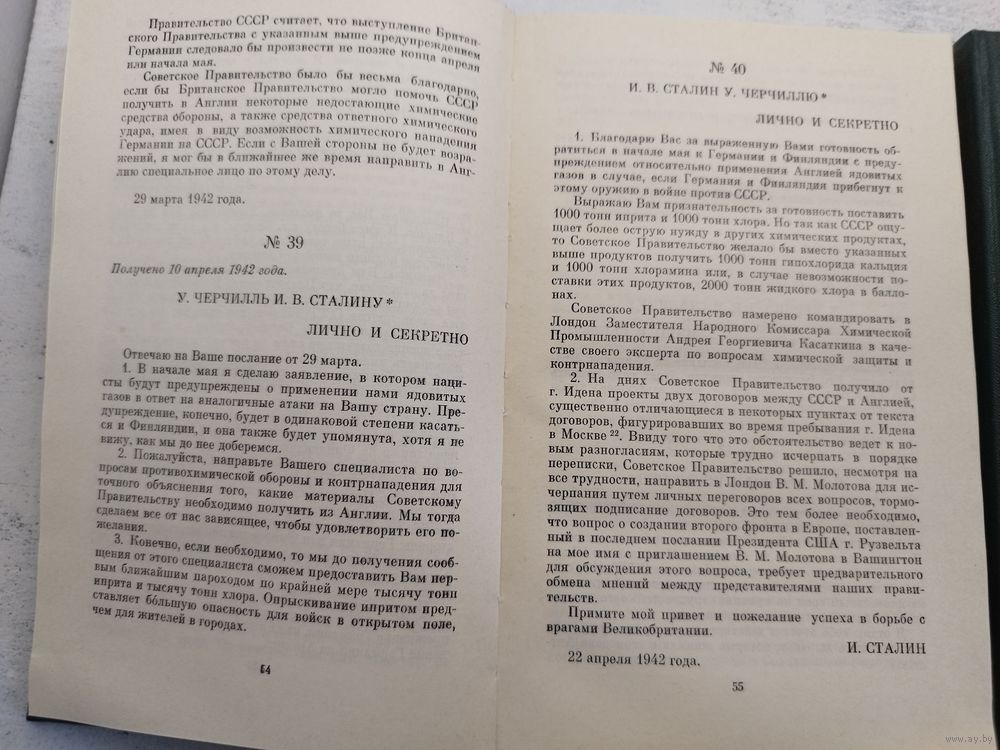 Правительство СССР считает, что выступление Британ-
ского Правительства с указанным выше предупреждением
Германии следовало бы произвести не позже конца апреля
или начала мая.
Советское Правительство было бы весьма благодарно,
если бы Британское Правительство могло помочь СССР
получить в Англии некоторые недостающие химические
средства обороны, а также средства ответного химического
удара, имея в виду возможность химического нападения
Германии на СССР. Если с Вашей стороны не будет возра-
жений, я мог бы в ближайшее же время направить в Анг-
лию специальное лицо по этому делу.
29 марта 1942 года.
№ 39
Получено 10 апреля 1942 года.
У. ЧЕРЧИЛЛЬ И. В. СТАЛИНУ*
ЛИЧНО И СЕКРЕТНО
Отвечаю на Ваше послание от 29 марта.
1. В начале мая я сделаю заявление, в котором наци-
сты будут предупреждены о применении нами ядовитых
газов в ответ на аналогичные атаки на Вашу страну. Пре-
дупреждение, конечно, будет в одинаковой степени касать-
ся и Финляндии, и она также будет упомянута, хотя я не
вижу, как мы до нее доберемся.
2. Пожалуйста, направьте Вашего специалиста по во-
просам противохимической обороны и контрнападения для
точного объяснения того, какие материалы Советскому
Правительству необходимо получить из Англии. Мы тогда
сделаем все от нас зависящее, чтобы удовлетворить его по-
желания.
3. Конечно, если необходимо, то мы до получения сооб-
щения от этого специалиста сможем предоставить Вам пер-
вым ближайшим пароходом по крайней мере тысячу тонн
иприта и тысячу тонн хлора. Опрыскивание ипритом пред-
ставляет бо́льшую опасность для войск в открытом поле,
чем для жителей в городах.
54
№ 40
И. В. СТАЛИН У. ЧЕРЧИЛЛЮ*
ЛИЧНО И СЕКРЕТНО
1. Благодарю Вас за выраженную Вами готовность об-
ратиться в начале мая к Германии и Финляндии с преду-
преждением относительно применения Англией ядовитых
газов в случае, если Германия и Финляндия прибегнут к
этому оружию в войне против СССР.
Выражаю Вам признательность за готовность поставить
1000 тонн иприта и 1000 тонн хлора. Но так как СССР ощу-
щает более острую нужду в других химических продуктах,
то Советское Правительство желало бы вместо указанных
выше продуктов получить 1000 тонн гипохлорида кальция
и 1000 тонн хлорамина или, в случае невозможности по-
ставки этих продуктов, 2000 тонн жидкого хлора в балло-
нах.
Советское Правительство намерено командировать в
Лондон Заместителя Народного Комиссара Химической
Промышленности Андрея Георгиевича Касаткина в каче-
стве своего эксперта по вопросам химической защиты и
контрнападения.
2. На днях Советское Правительство получило от
г. Идена проекты двух договоров между СССР и Англией,
существенно отличающиеся в некоторых пунктах от текста
договоров, фигурировавших во время пребывания г. Идена
в Москве 22. Ввиду того что это обстоятельство ведет к но-
вым разногласиям, которые трудно исчерпать в порядке
переписки, Советское Правительство решило, несмотря на
все трудности, направить в Лондон В. М. Молотова для ис-
черпания путем личных переговоров всех вопросов, тормо-
зящих подписание договоров. Это тем более необходимо,
что вопрос о создании второго фронта в Европе, поставлен-
ный в последнем послании Президента США г. Рузвельта
на мое имя с приглашением В. М. Молотова в Вашингтон
для обсуждения этого вопроса, требует предварительного
обмена мнений между представителями наших прави-
тельств.
Примите мой привет и пожелание успеха в борьбе с
врагами Великобритании.
И. СТАЛИН
22 апреля 1942 года.
55
www.ay.by